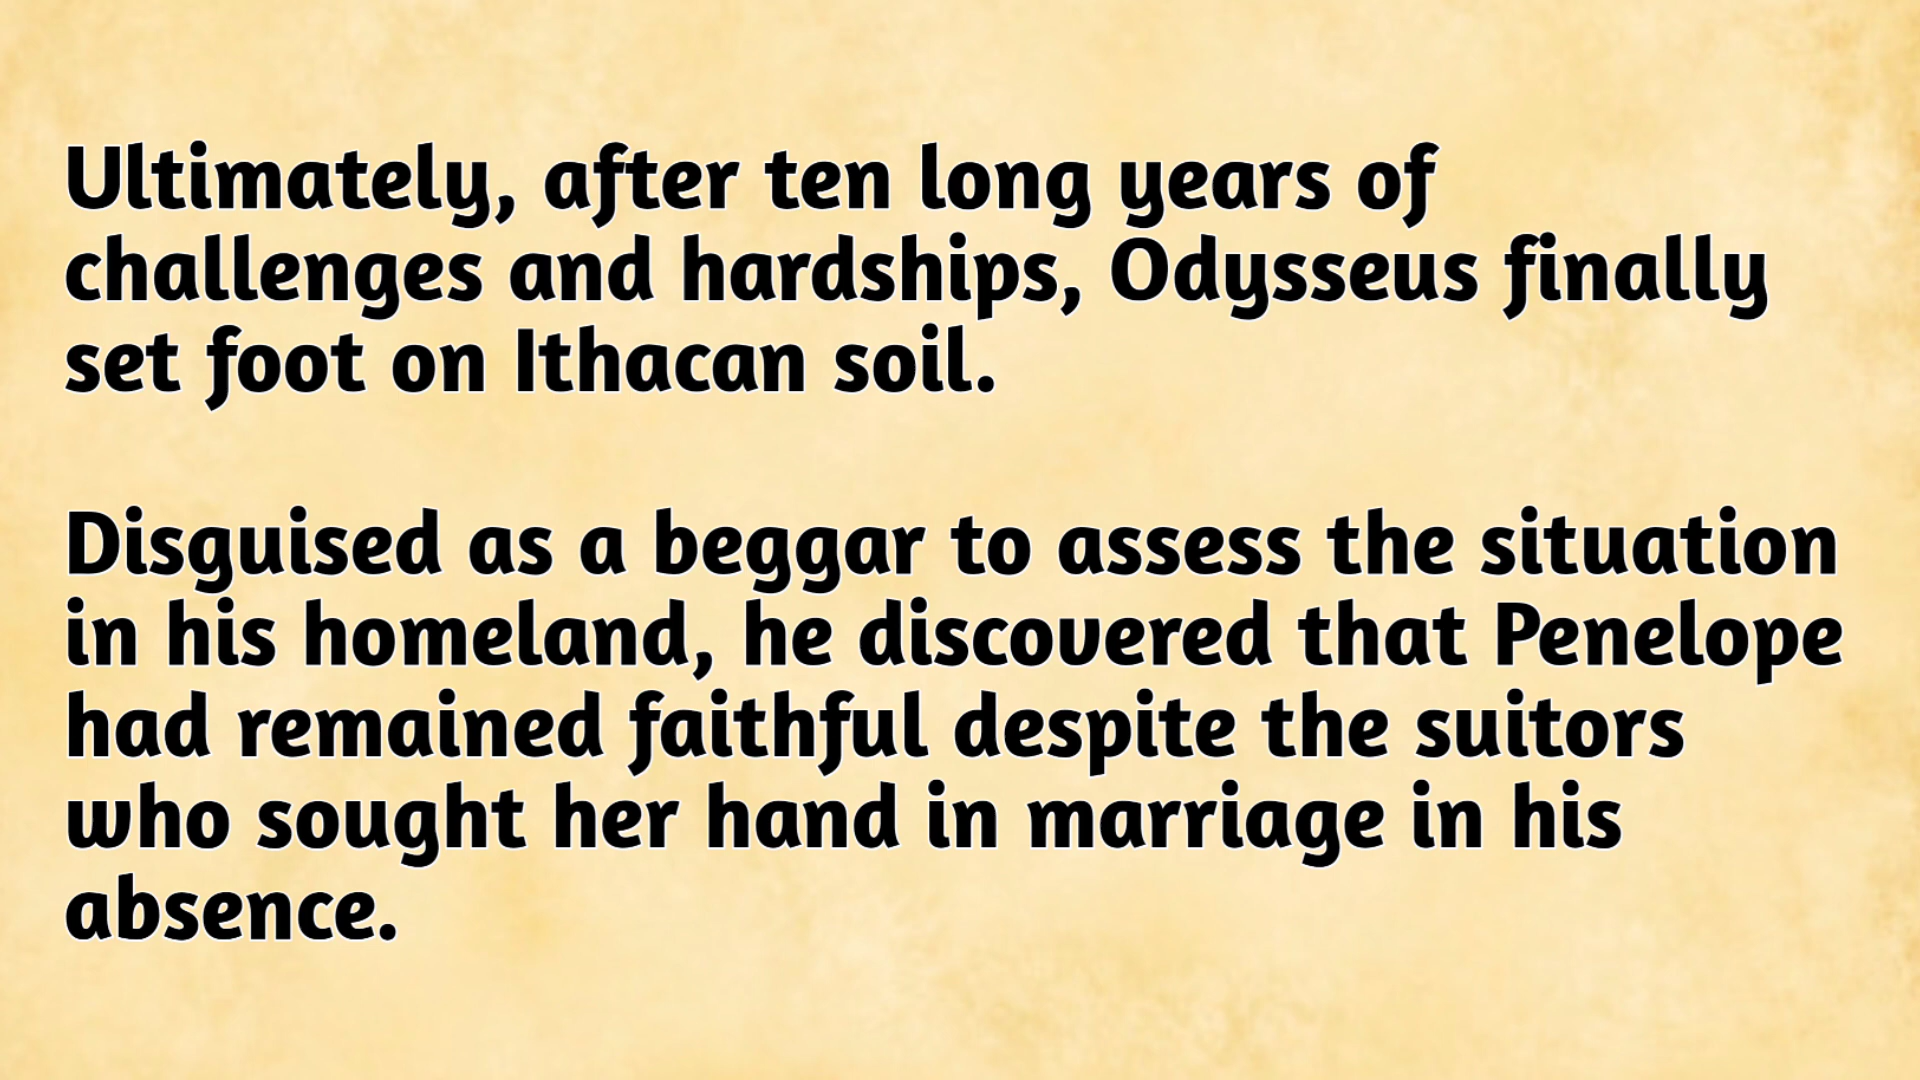 Ultimately, after ten long years of
challenges and hardships, Odysseus finally
set foot on Ithacan soil.
Disguised as a beggar to assess the situation
in his homeland, he discovered that Penelope
had remained faithful despite the suitors
who sought her hand in marriage in his
absence.